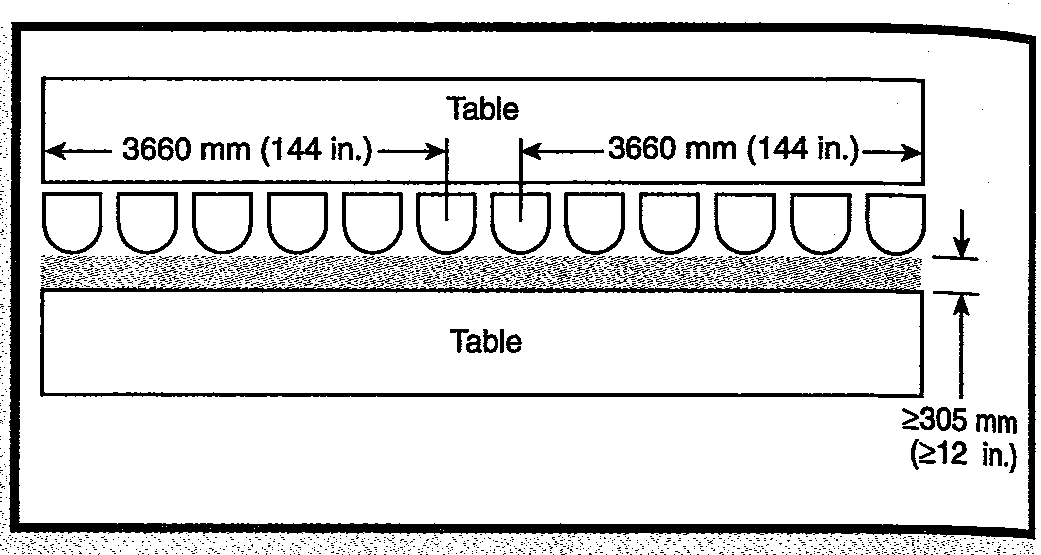 Table
3660 mm (144 in.) 3660 mm (144 in.)
Table
≥305 mm
(≥12 in.)